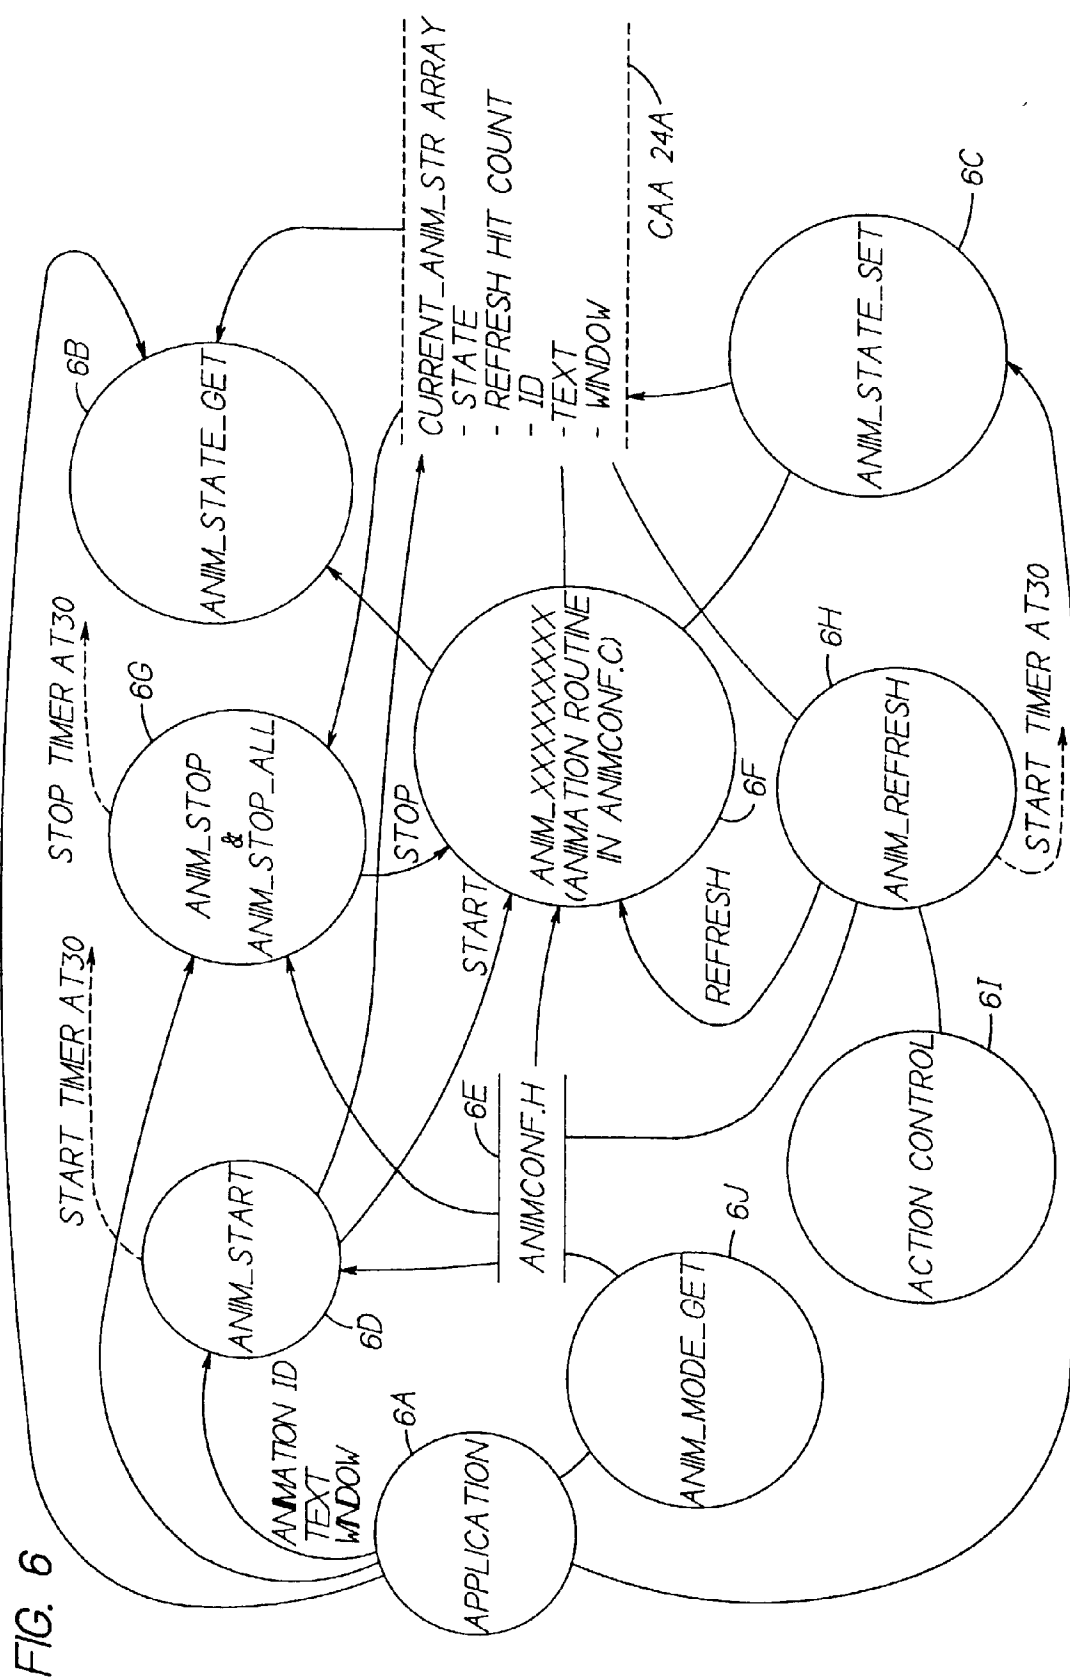 FIG. 6
START TIMER AT30
STOP TIMER AT30
6B
6G
ANIM_STATE_GET
ANIM_STOP
&
ANIM_STOP_ALL
ANIM_START
6D
ANIMATION ID
TEXT
WINDOW
6A
APPLICATION
STOP
START
CURRENT_ANIM_STR ARRAY
- STATE
- REFRESH HIT COUNT
- ID
- TEXT
- WINDOW
CAA 24A
6E
ANIMCONF.H
ANIM_XXXXXXXXXX
(ANIMATION ROUTINE
IN ANIMCONF.C)
6F
REFRESH
6J
ANIM_MODE_GET
6H
ANIM_REFRESH
6C
ANIM_STATE_SET
6I
ACTION CONTROL
START TIMER AT30